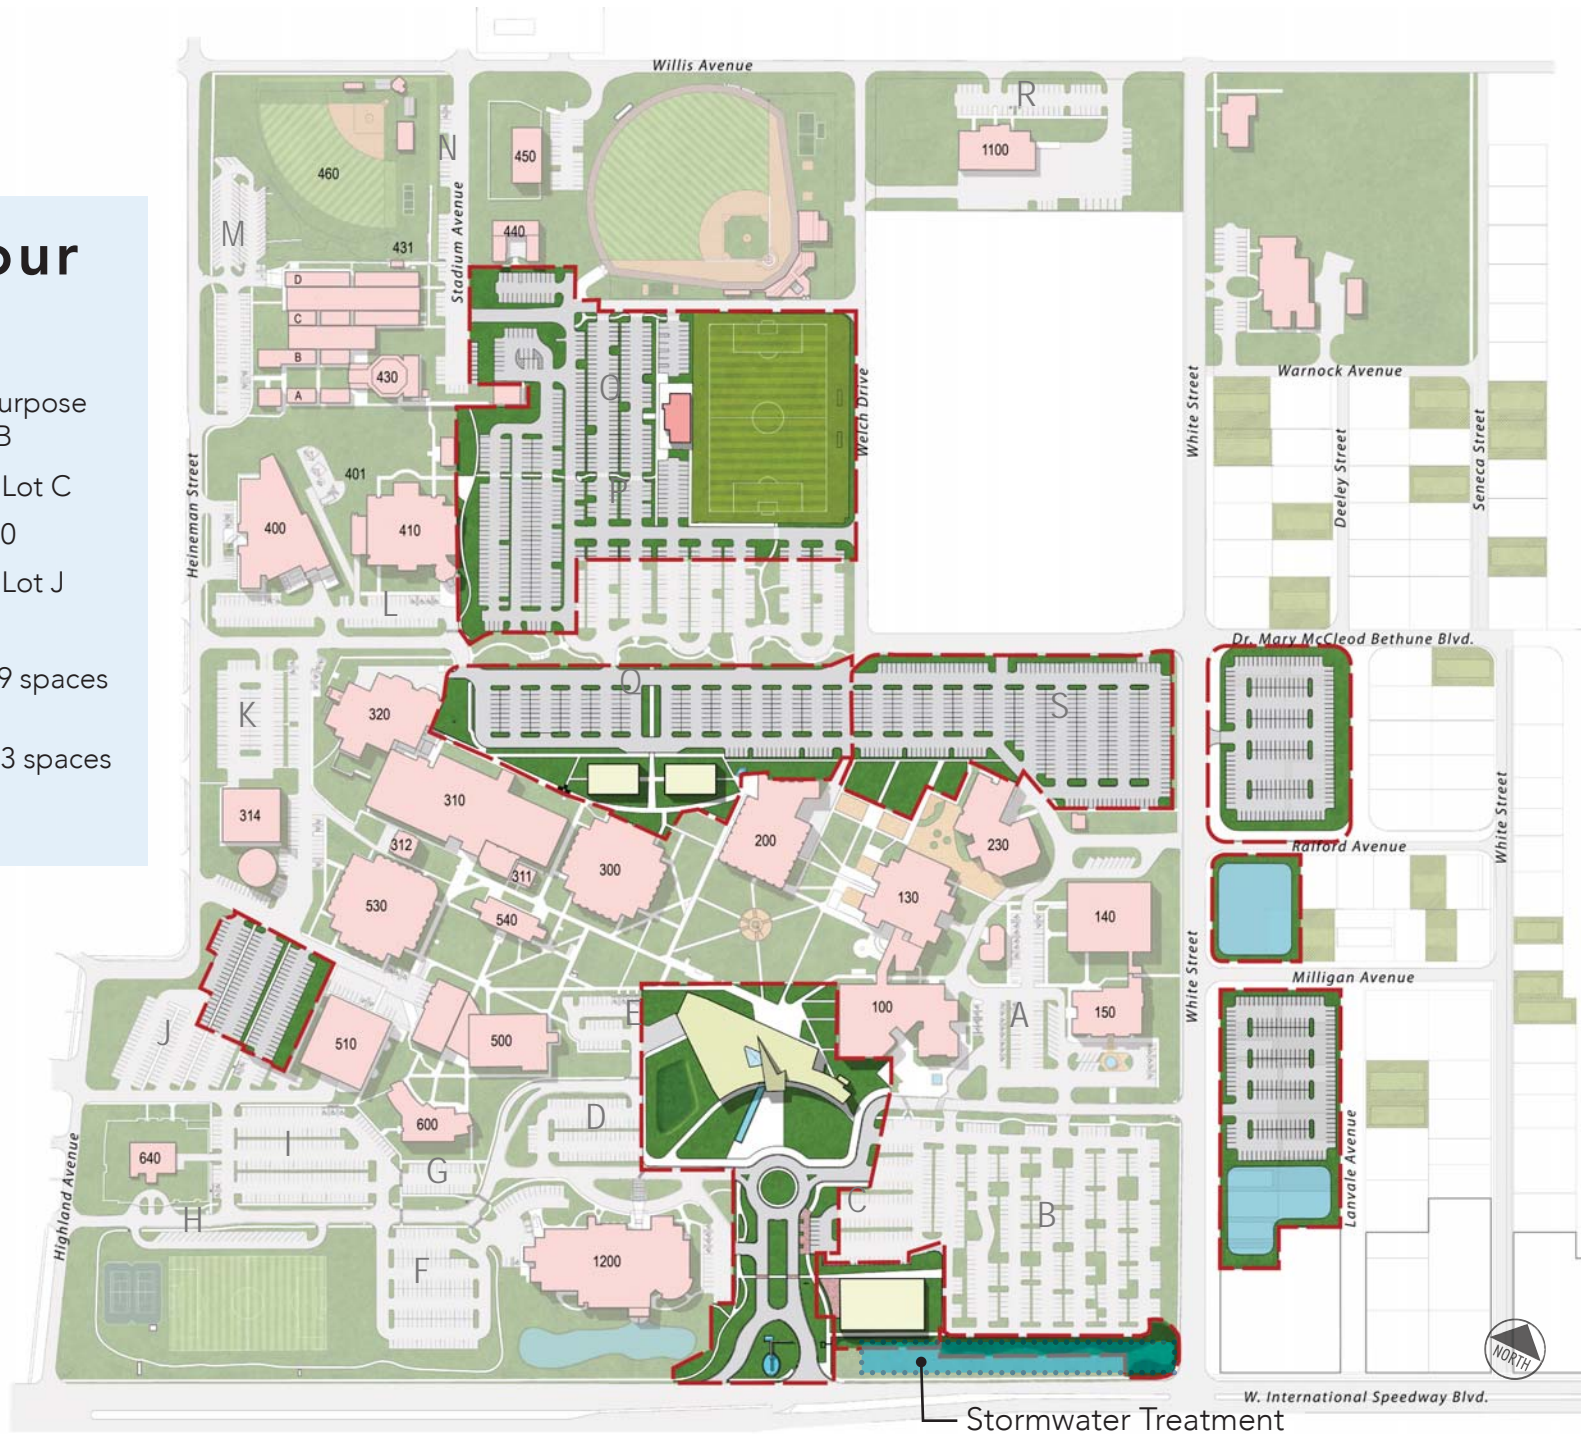 Willis Avenue
R
N
450
1100
460
M
440
431
Stadium Avenue
D
C
B
A
430
O
P
Welch Drive
White Street
Warnock Avenue
Deeley Street
Seneca Street
our
urpose
B
Lot C
0
Lot J
9 spaces
3 spaces
Heineman Street
401
400
410
L
Dr. Mary McCleod Bethune Blvd.
Q
S
K
320
310
314
312
311
300
200
230
530
540
130
140
Ralford Avenue
White Street
White Street
Milligan Avenue
E
100
A
150
J
510
500
D
600
640
I
G
H
C
B
Lanvale Avenue
Highland Avenue
F
1200
NORTH
W. International Speedway Blvd.
Stormwater Treatment